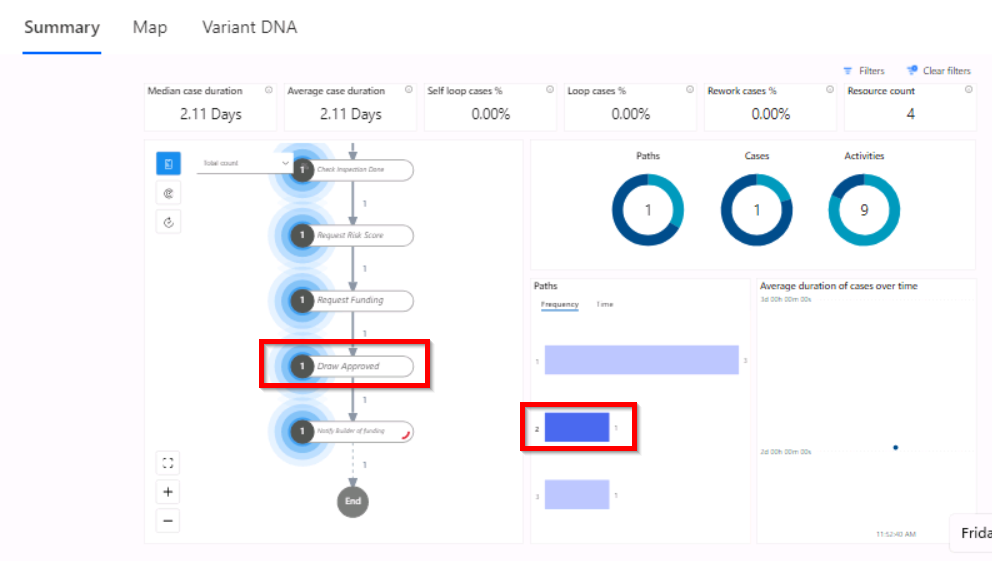 Summary Map Variant DNA
Filters Clear filters
Median case duration
2.11 Days
Average case duration
2.11 Days
Self loop cases %
0.00%
Loop cases %
0.00%
Rework cases %
0.00%
Resource count
4
Total count
1 Check Inspection Done
1
1 Request Risk Score
1
1 Request Funding
1
1 Draw Approved
1
1 Notify Builder of funding
1
End
Paths
1
Cases
1
Activities
9
Paths
Frequency Time
1 3
2 1
3 1
Average duration of cases over time
3d 00h 00m 00s
2d 00h 00m 00s
11:52:40 AM
Frida